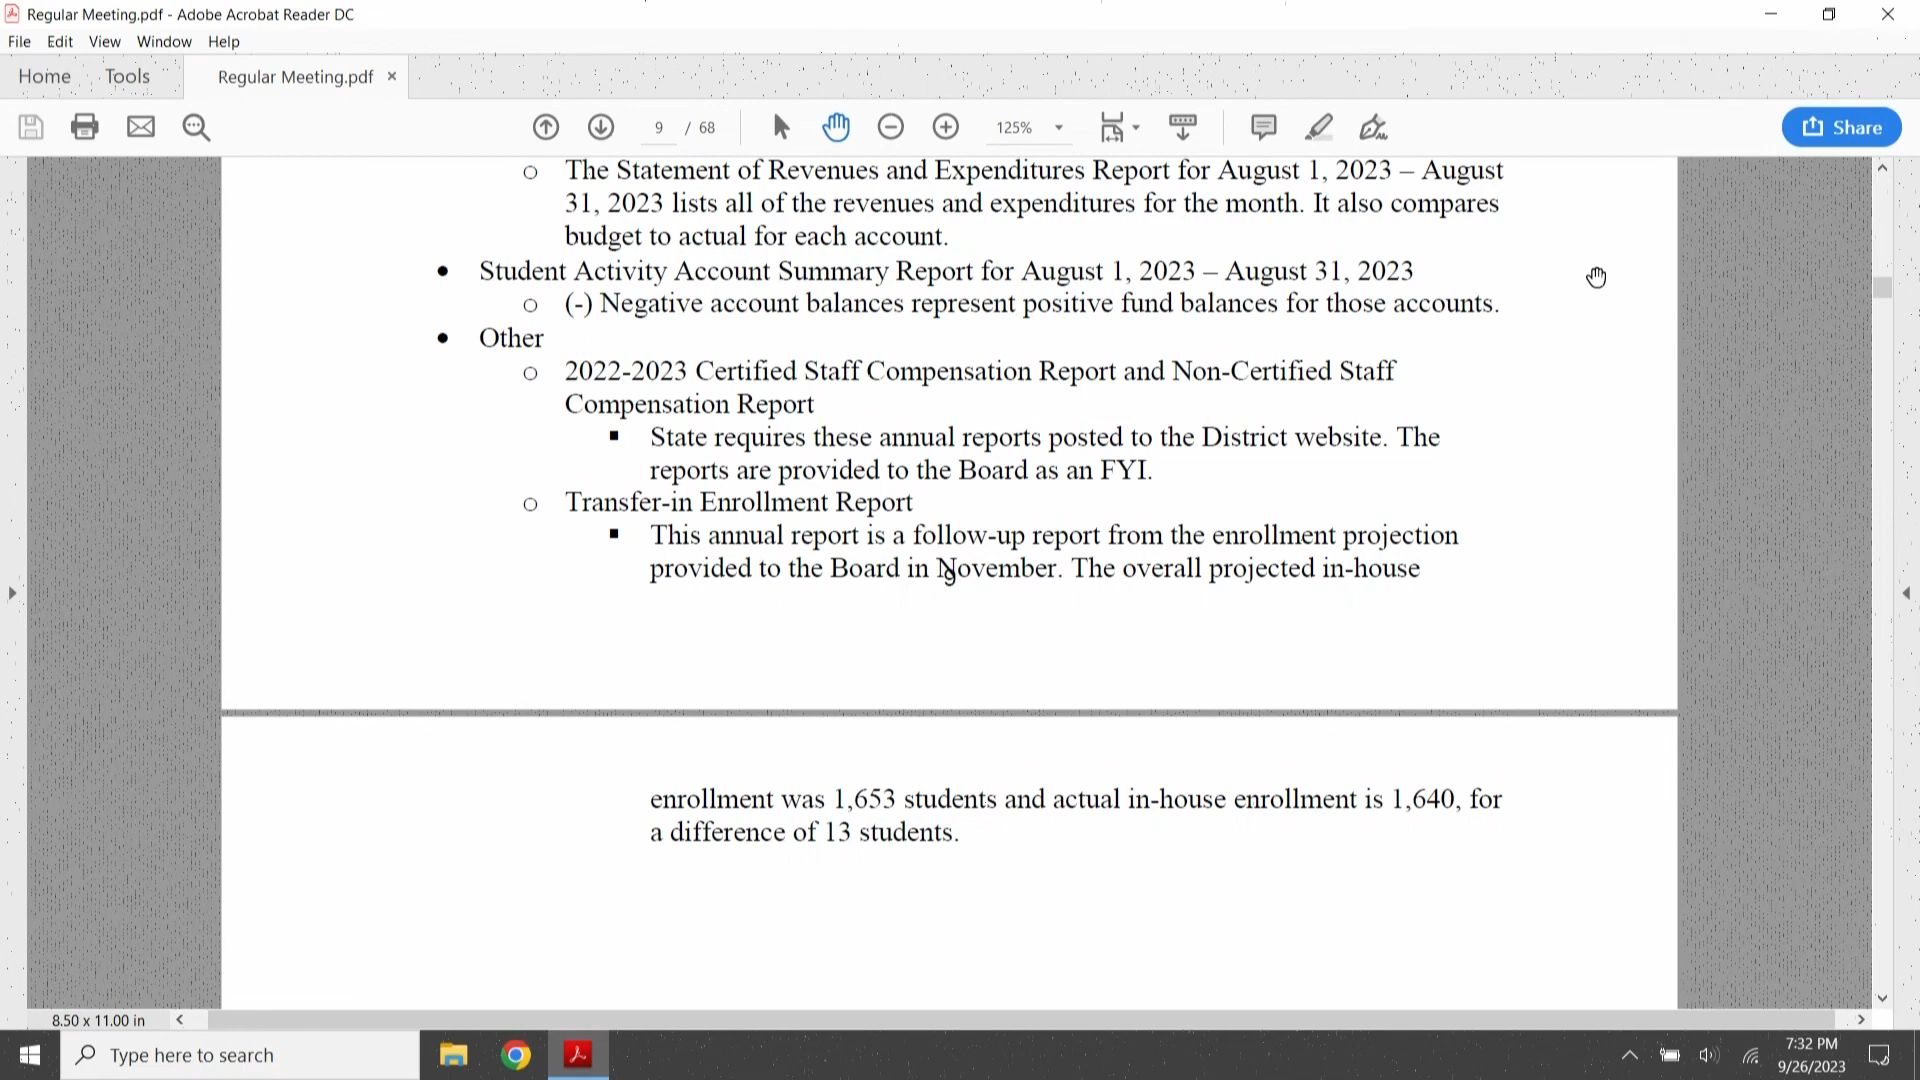 Regular Meeting.pdf - Adobe Acrobat Reader DC
File Edit View Window Help
Home Tools Regular Meeting.pdf ×
9 / 68 125% Share
o The Statement of Revenues and Expenditures Report for August 1, 2023 – August
31, 2023 lists all of the revenues and expenditures for the month. It also compares
budget to actual for each account.
• Student Activity Account Summary Report for August 1, 2023 – August 31, 2023
o (-) Negative account balances represent positive fund balances for those accounts.
• Other
o 2022-2023 Certified Staff Compensation Report and Non-Certified Staff
Compensation Report
▪ State requires these annual reports posted to the District website. The
reports are provided to the Board as an FYI.
o Transfer-in Enrollment Report
▪ This annual report is a follow-up report from the enrollment projection
provided to the Board in November. The overall projected in-house
9
enrollment was 1,653 students and actual in-house enrollment is 1,640, for
a difference of 13 students.
8.50 x 11.00 in
Type here to search
7:32 PM
9/26/2023